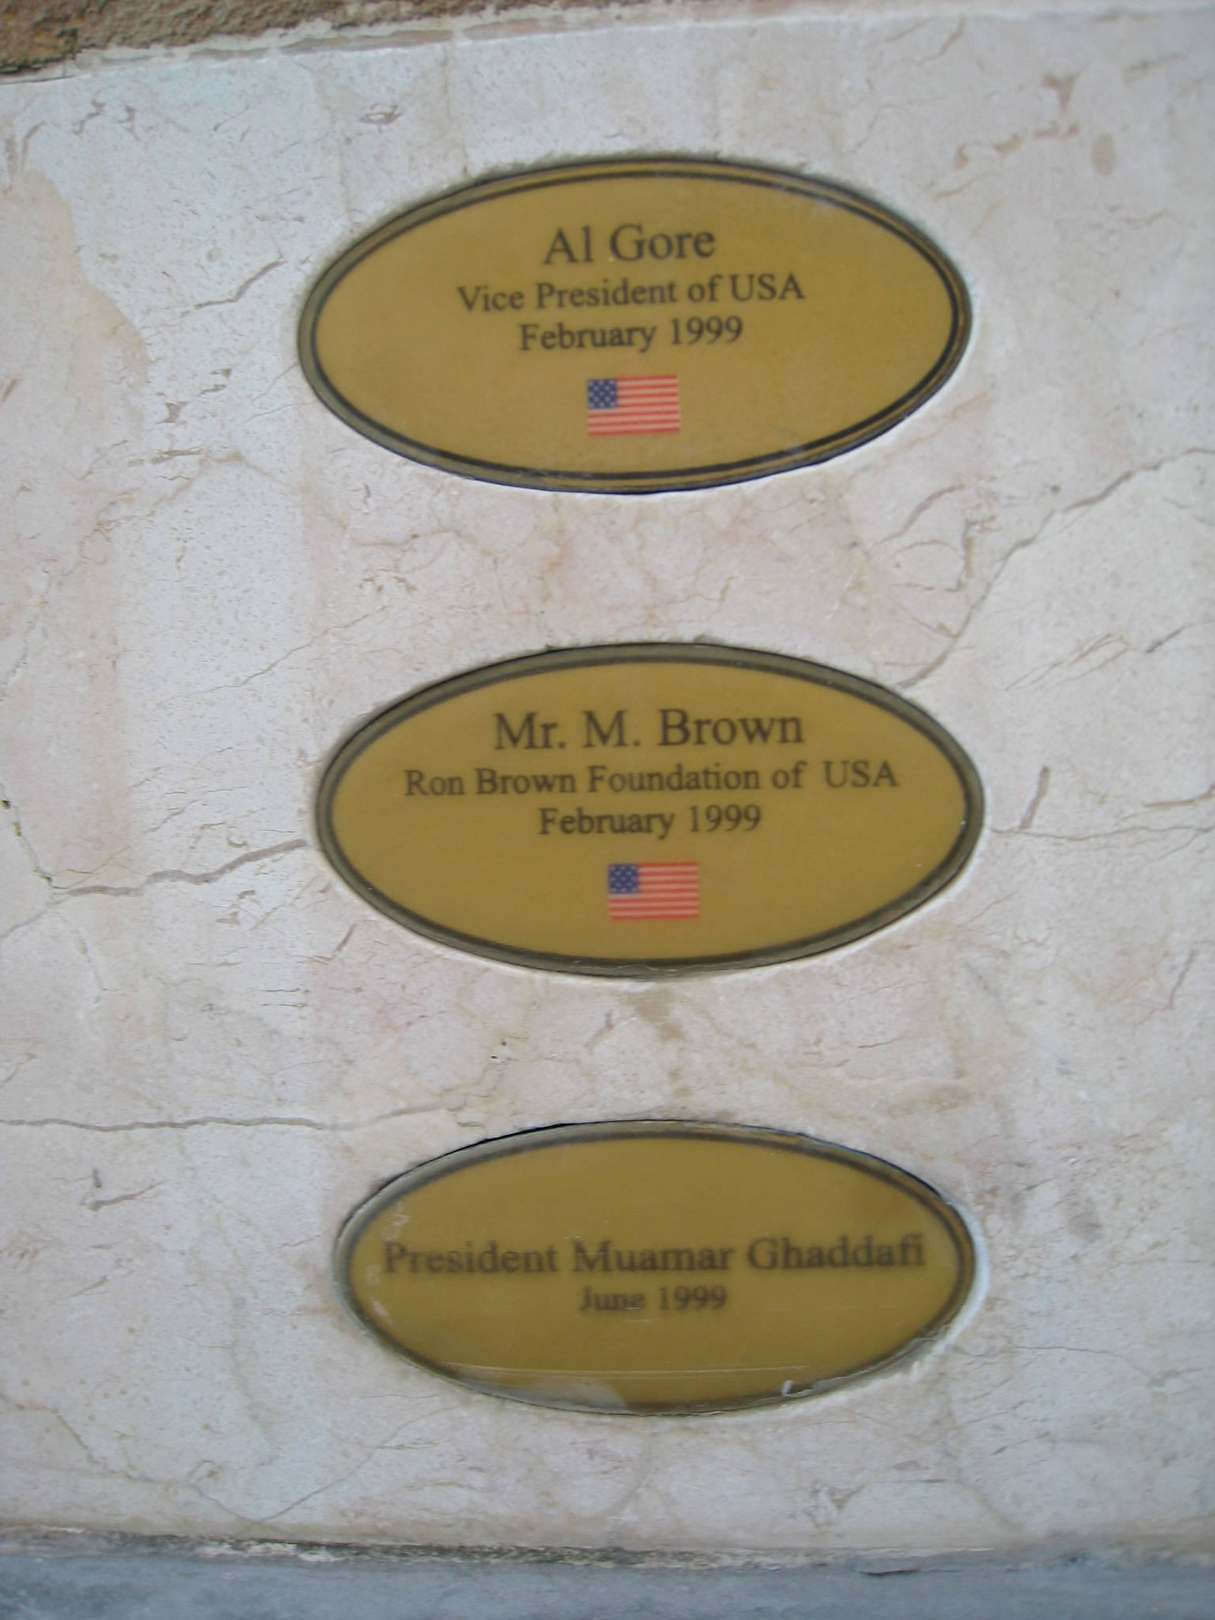 Al Gore
Vice President of USA
February 1999
Mr. M. Brown
Ron Brown Foundation of USA
February 1999
President Muamar Ghaddafi
June 1999